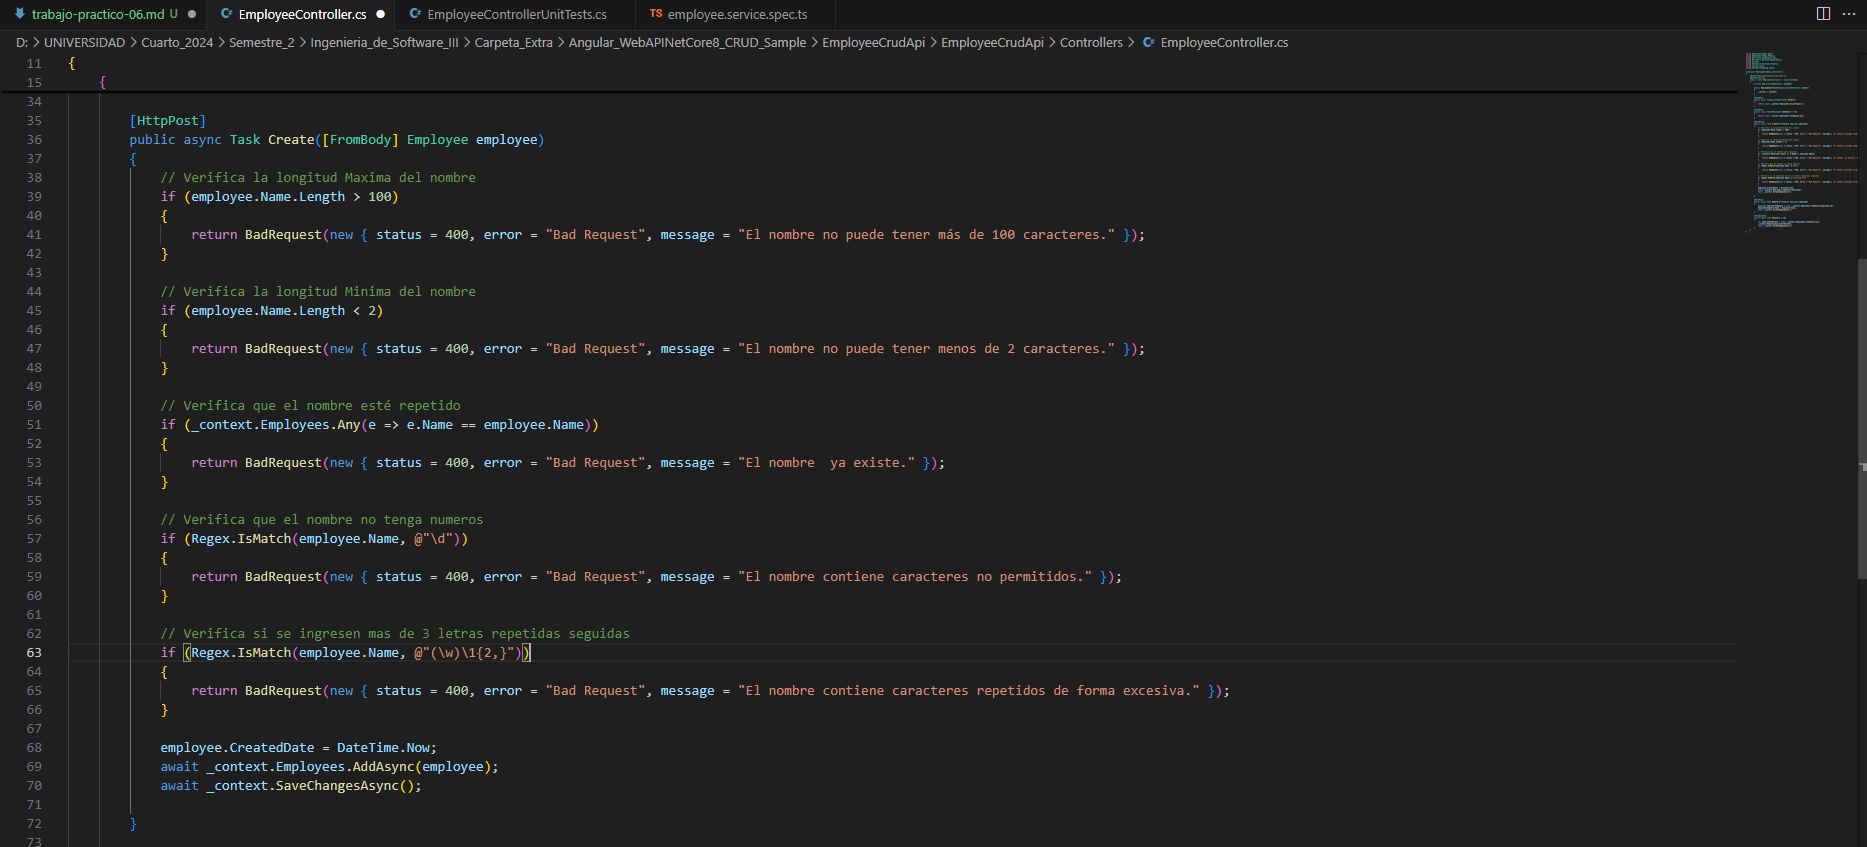 trabajo-practico-06.md U
EmployeeController.cs
EmployeeControllerUnitTests.cs
TS employee.service.spec.ts
D: > UNIVERSIDAD > Cuarto_2024 > Semestre_2 > Ingenieria_de_Software_III > Carpeta_Extra > Angular_WebAPINetCore8_CRUD_Sample > EmployeeCrudApi > EmployeeCrudApi > Controllers > EmployeeController.cs
11 {
15 {
34
35 [HttpPost]
36 public async Task Create([FromBody] Employee employee)
37 {
38 // Verifica la longitud Maxima del nombre
39 if (employee.Name.Length > 100)
40 {
41 return BadRequest(new { status = 400, error = "Bad Request", message = "El nombre no puede tener más de 100 caracteres." });
42 }
43
44 // Verifica la longitud Minima del nombre
45 if (employee.Name.Length < 2)
46 {
47 return BadRequest(new { status = 400, error = "Bad Request", message = "El nombre no puede tener menos de 2 caracteres." });
48 }
49
50 // Verifica que el nombre esté repetido
51 if (_context.Employees.Any(e => e.Name == employee.Name))
52 {
53 return BadRequest(new { status = 400, error = "Bad Request", message = "El nombre  ya existe." });
54 }
55
56 // Verifica que el nombre no tenga numeros
57 if (Regex.IsMatch(employee.Name, @"\d"))
58 {
59 return BadRequest(new { status = 400, error = "Bad Request", message = "El nombre contiene caracteres no permitidos." });
60 }
61
62 // Verifica si se ingresen mas de 3 letras repetidas seguidas
63 if (Regex.IsMatch(employee.Name, @"(\w)\1{2,}"))
64 {
65 return BadRequest(new { status = 400, error = "Bad Request", message = "El nombre contiene caracteres repetidos de forma excesiva." });
66 }
67
68 employee.CreatedDate = DateTime.Now;
69 await _context.Employees.AddAsync(employee);
70 await _context.SaveChangesAsync();
71
72 }
73